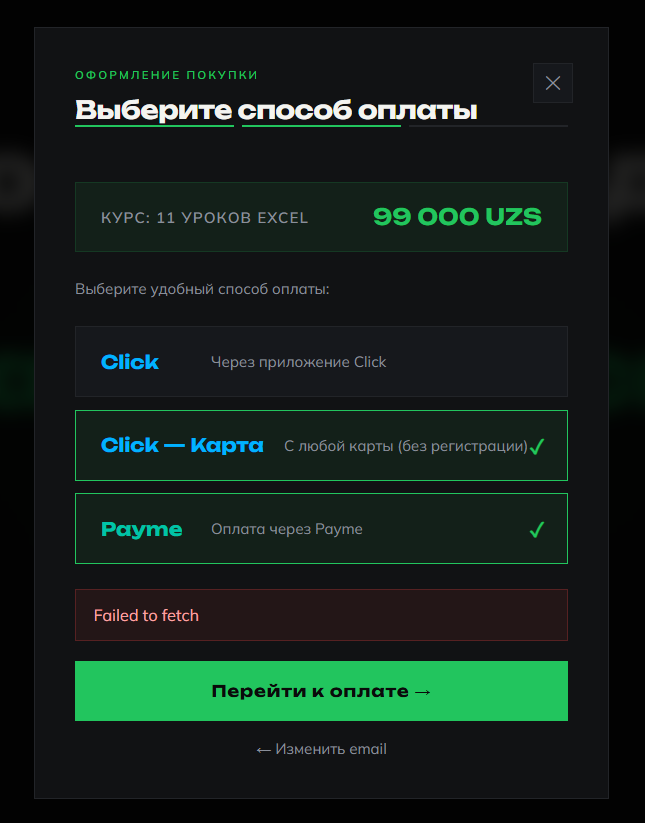 ОФОРМЛЕНИЕ ПОКУПКИ
Выберите способ оплаты
КУРС: 11 УРОКОВ EXCEL 99 000 UZS
Выберите удобный способ оплаты:
Click Через приложение Click
Click — Карта С любой карты (без регистрации) ✓
Payme Оплата через Payme ✓
Failed to fetch
Перейти к оплате →
← Изменить email